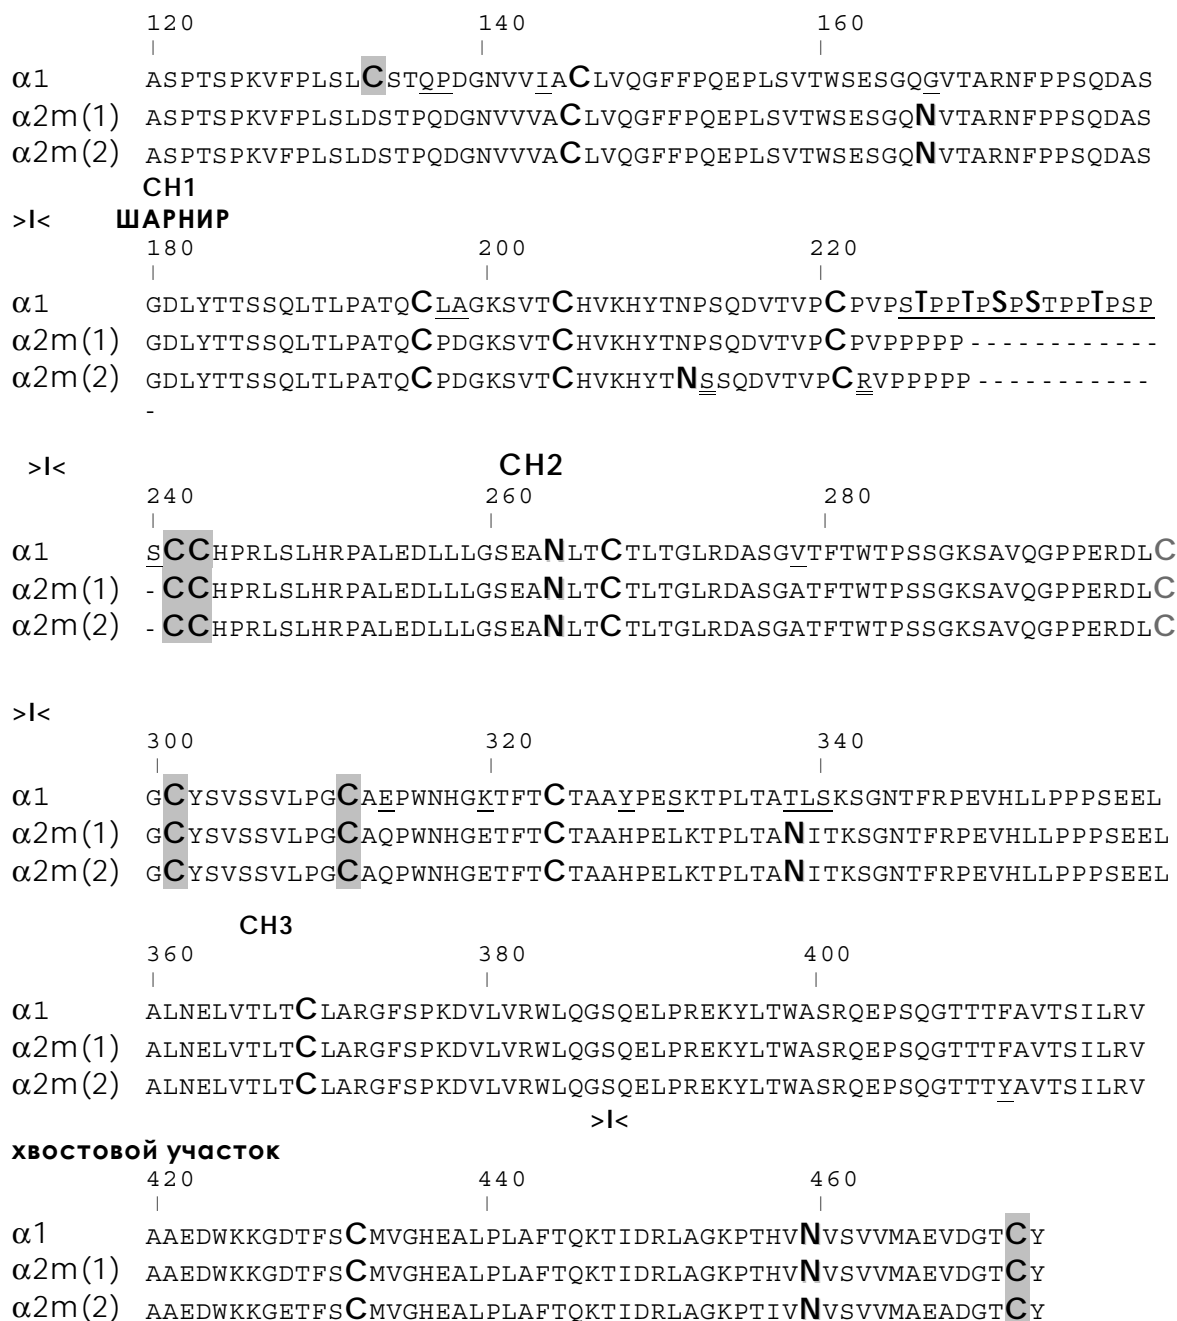 120 140 160
| | |
α1 ASPTSPKVFPLSLCSTQPDGNVVIACLVQGFFPQEPLSVTWSESGQGVTARNFPPSQDAS
α2m(1) ASPTSPKVFPLSLDSTPQDGNVVVACLVQGFFPQEPLSVTWSESGQNVTARNFPPSQDAS
α2m(2) ASPTSPKVFPLSLDSTPQDGNVVVACLVQGFFPQEPLSVTWSESGQNVTARNFPPSQDAS
CH1
>I< ШАРНИР
180 200 220
| | |
α1 GDLYTTSSQLTLPATQCLAGKSVTCHVKHYTNPSQDVTVPCPVPSTPPTPSPSTPPTPSP
α2m(1) GDLYTTSSQLTLPATQCPDGKSVTCHVKHYTNPSQDVTVPCPVPPPPP------------
α2m(2) GDLYTTSSQLTLPATQCPDGKSVTCHVKHYTNSSQDVTVPCRVPPPPP-----------
-
>I< CH2
240 260 280
| | |
α1 SCCHPRLSLHRPALEDLLLGSEANLTCTLTGLRDASGVTFTWTPSSGKSAVQGPPERDLC
α2m(1) -CCHPRLSLHRPALEDLLLGSEANLTCTLTGLRDASGATFTWTPSSGKSAVQGPPERDLC
α2m(2) -CCHPRLSLHRPALEDLLLGSEANLTCTLTGLRDASGATFTWTPSSGKSAVQGPPERDLC
>I<
300 320 340
| | |
α1 GCYSVSSVLPGCAEPWNHGKTFTCTAAYPESKTPLTATLSKSGNTFRPEVHLLPPPSEEL
α2m(1) GCYSVSSVLPGCAQPWNHGETFTCTAAHPELKTPLTANITKSGNTFRPEVHLLPPPSEEL
α2m(2) GCYSVSSVLPGCAQPWNHGETFTCTAAHPELKTPLTANITKSGNTFRPEVHLLPPPSEEL
CH3
360 380 400
| | |
α1 ALNELVTLTCLARGFSPKDVLVRWLQGSQELPREKYLTWASRQEPSQGTTTFAVTSILRV
α2m(1) ALNELVTLTCLARGFSPKDVLVRWLQGSQELPREKYLTWASRQEPSQGTTTFAVTSILRV
α2m(2) ALNELVTLTCLARGFSPKDVLVRWLQGSQELPREKYLTWASRQEPSQGTTTYAVTSILRV
>I<
хвостовой участок
420 440 460
| | |
α1 AAEDWKKGDTFSCMVGHEALPLAFTQKTIDRLAGKPTHVNVSVVMAEVDGTCY
α2m(1) AAEDWKKGDTFSCMVGHEALPLAFTQKTIDRLAGKPTHVNVSVVMAEVDGTCY
α2m(2) AAEDWKKGETFSCMVGHEALPLAFTQKTIDRLAGKPTIVNVSVVMAEADGTCY